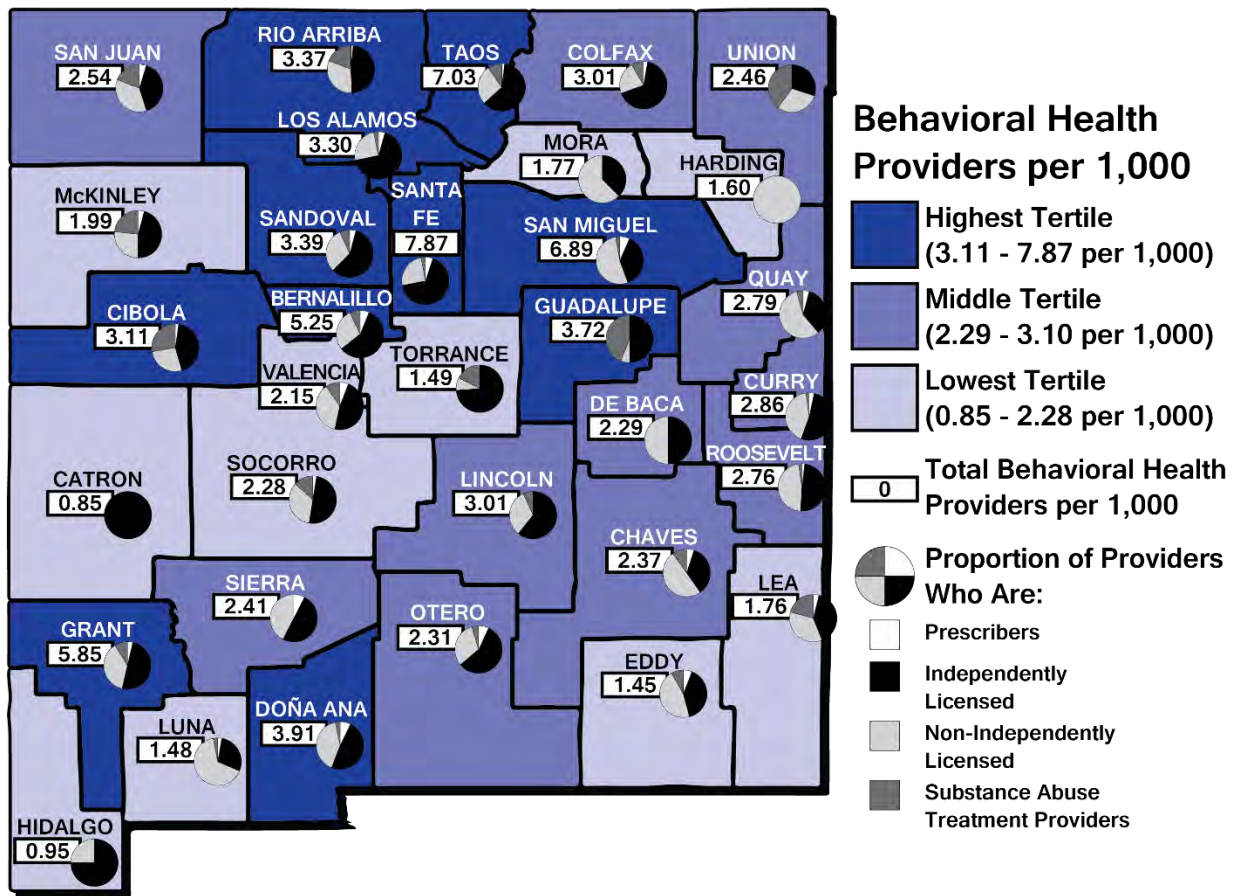 SAN JUAN
2.54
RIO ARRIBA
3.37
TAOS
7.03
COLFAX
3.01
UNION
2.46
LOS ALAMOS
3.30
MORA
1.77
HARDING
1.60
McKINLEY
1.99
SANDOVAL
3.39
SANTA
FE
7.87
SAN MIGUEL
6.89
QUAY
2.79
CIBOLA
3.11
BERNALILLO
5.25
GUADALUPE
3.72
VALENCIA
2.15
TORRANCE
1.49
CURRY
2.86
DE BACA
2.29
ROOSEVELT
2.76
CATRON
0.85
SOCORRO
2.28
LINCOLN
3.01
CHAVES
2.37
SIERRA
2.41
OTERO
2.31
LEA
1.76
GRANT
5.85
EDDY
1.45
LUNA
1.48
DOÑA ANA
3.91
HIDALGO
0.95
Behavioral Health
Providers per 1,000
Highest Tertile
(3.11 - 7.87 per 1,000)
Middle Tertile
(2.29 - 3.10 per 1,000)
Lowest Tertile
(0.85 - 2.28 per 1,000)
0
Total Behavioral Health
Providers per 1,000
Proportion of Providers
Who Are:
Prescribers
Independently
Licensed
Non-Independently
Licensed
Substance Abuse
Treatment Providers